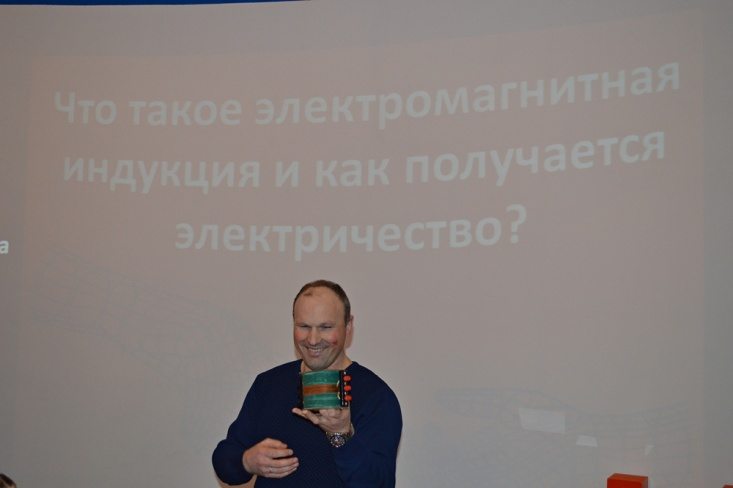 Что такое электромагнитная
индукция и как получается
электричество?
а